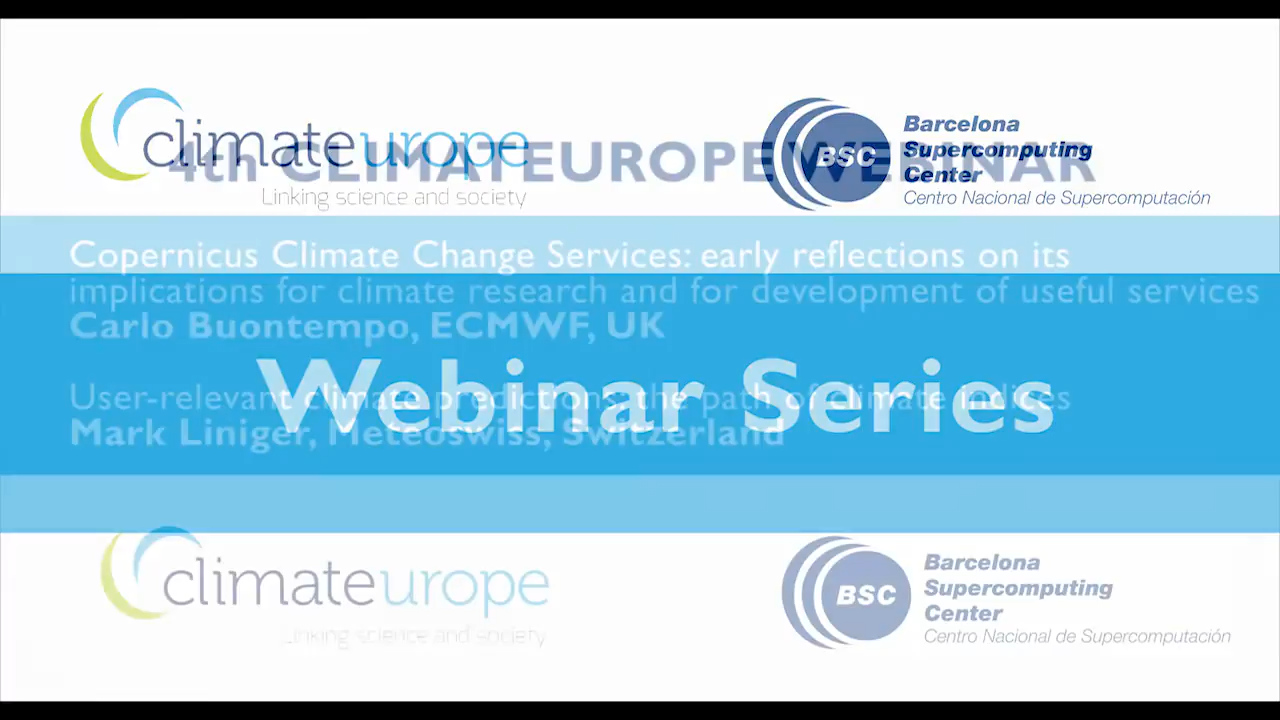 climateurope
Linking science and society
BSC
Barcelona
Supercomputing
Center
Centro Nacional de Supercomputación
4th CLIMATEUROPE WEBINAR
Copernicus Climate Change Services: early reflections on its
implications for climate research and for development of useful services
Carlo Buontempo, ECMWF, UK
Webinar Series
User-relevant climate predictions: the path of climate indices
Mark Liniger, Meteoswiss, Switzerland
climateurope
Linking science and society
BSC
Barcelona
Supercomputing
Center
Centro Nacional de Supercomputación